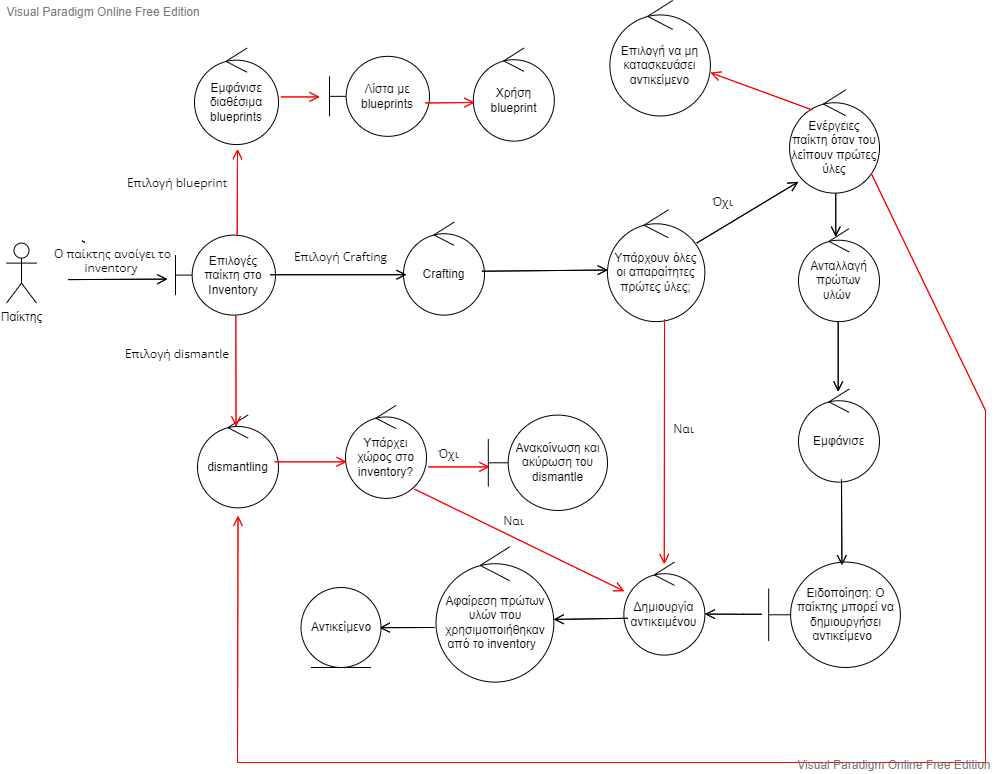 Visual Paradigm Online Free Edition
Επιλογή να μη
κατασκευάσει
αντικείμενο
Εμφάνισε
διαθέσιμα
blueprints
Λίστα με
blueprints
Χρήση
blueprint
Ενέργειες
παίκτη όταν του
λείπουν πρώτες
ύλες
Επιλογή blueprint
Όχι
Ο παίκτης ανοίγει το
inventory
Επιλογές
παίκτη στο
Inventory
Επιλογή Crafting
Crafting
Υπάρχουν όλες
οι απαραίτητες
πρώτες ύλες;
Ανταλλαγή
πρώτων
υλών
Παίκτης
Επιλογή dismantle
Ναι
dismantling
Υπάρχει
χώρος στο
inventory?
Όχι
Ανακοίνωση και
ακύρωση του
dismantle
Εμφάνισε
Ναι
Αντικείμενο
Αφαίρεση πρώτων
υλών που
χρησιμοποιήθηκαν
από το inventory
Δημιουργία
αντικειμένου
Ειδοποίηση: Ο
παίκτης μπορεί να
δημιουργήσει
αντικείμενο
Visual Paradigm Online Free Edition